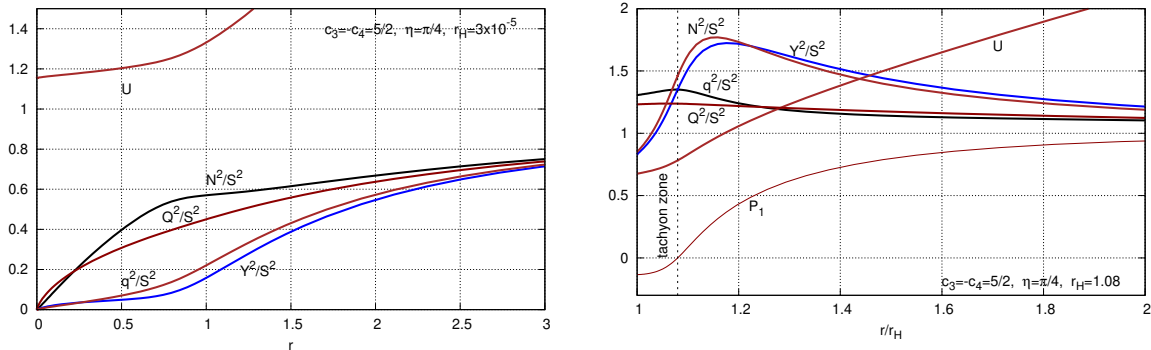 c₃=-c₄=5/2, η=π/4, r_H=3x10⁻⁵
1.4
1.2
1
0.8
0.6
0.4
0.2
0
U
N²/S²
Q²/S²
q²/S²
Y²/S²
0
0.5
1
1.5
2
2.5
3
r
2
1.5
1
0.5
0
N²/S²
Y²/S²
U
q²/S²
Q²/S²
P₁
tachyon zone
c₃=-c₄=5/2, η=π/4, r_H=1.08
1
1.2
1.4
1.6
1.8
2
r/r_H